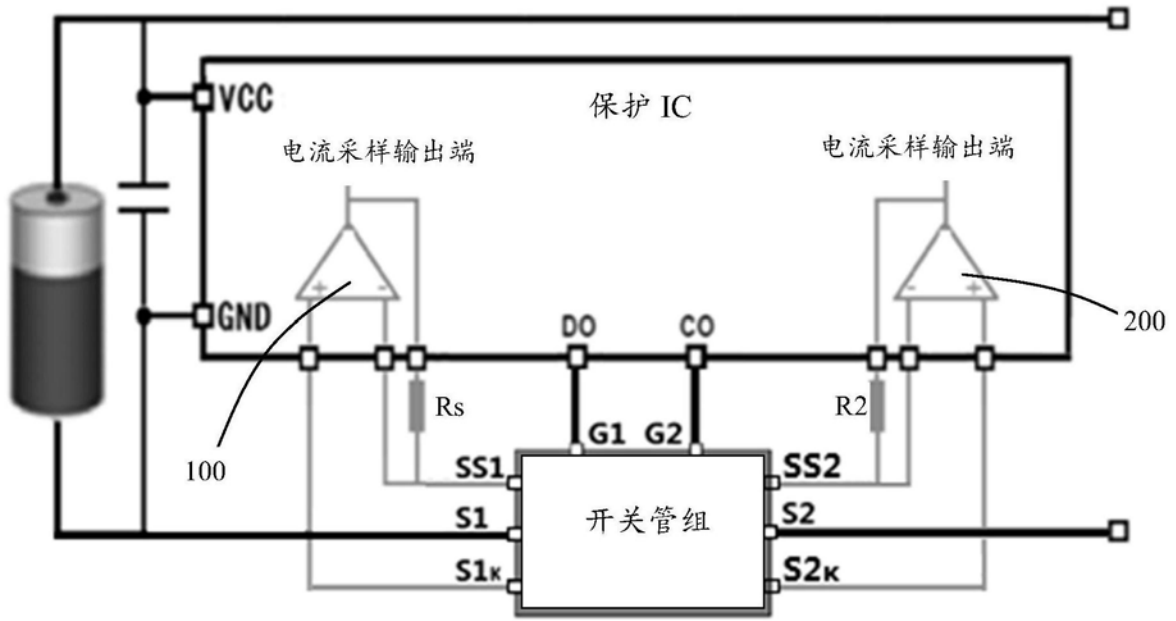 VCC
保护 IC
电流采样输出端
电流采样输出端
+
-
-
+
GND
DO
CO
200
Rs
R2
100
G1
G2
SS1
SS2
S1
开关管组
S2
S1K
S2K